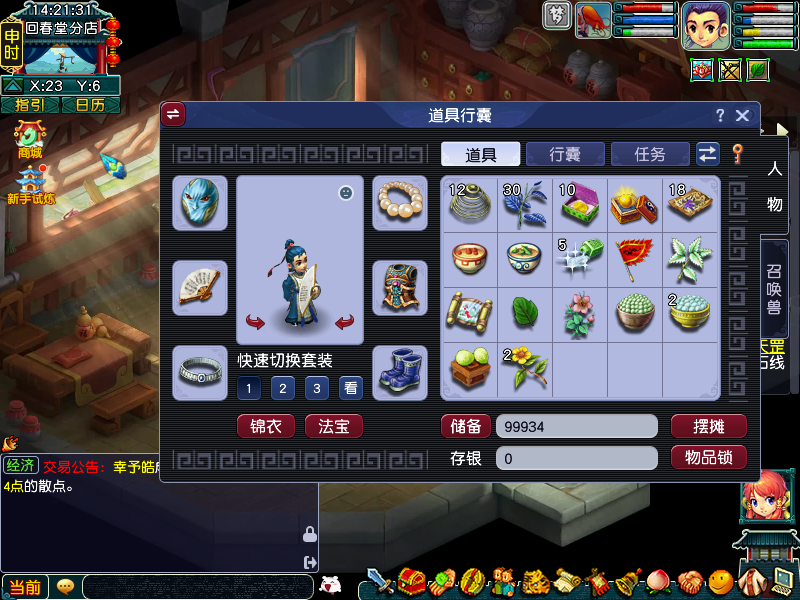 14:21:31
申时
回春堂分店
X:23 Y:6
指引 日历
商城
新手试炼
梦
道具行囊
?
道具 行囊 任务
人物
召唤兽
12 30 10 18
5
2
2
快速切换套装
1 2 3 看
锦衣 法宝
储备 99934 摆摊
存银 0 物品锁
经济 交易公告：幸予皓
4点的散点。
当前